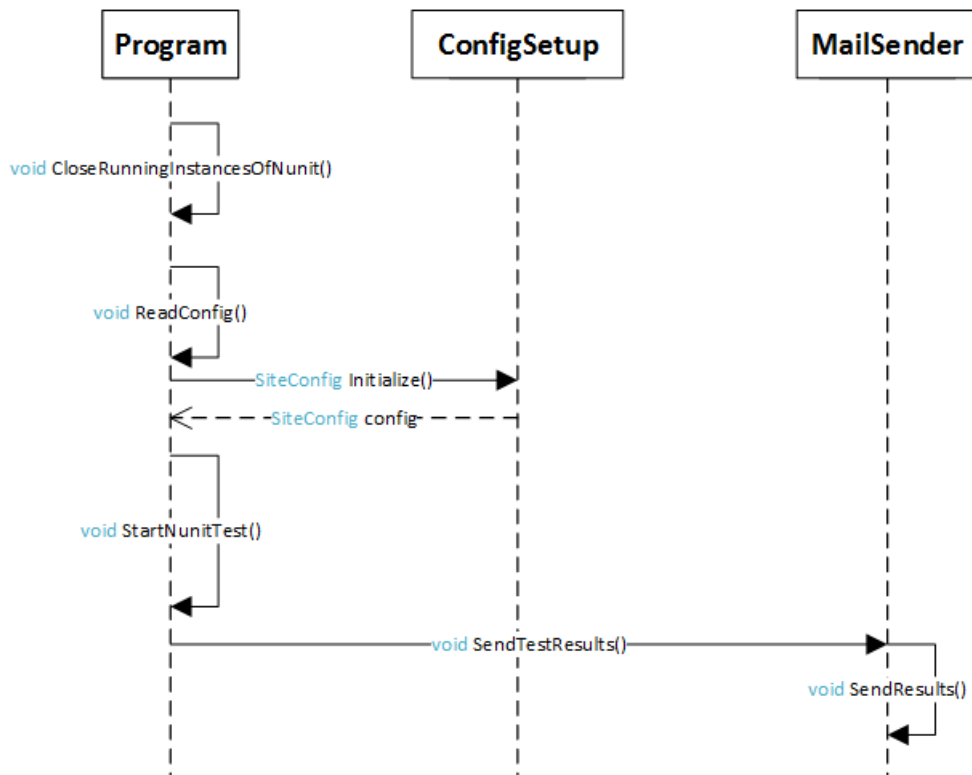 Program
ConfigSetup
MailSender
void CloseRunningInstancesOfNunit()
void ReadConfig()
SiteConfig Initialize()
SiteConfig config
void StartNunitTest()
void SendTestResults()
void SendResults()